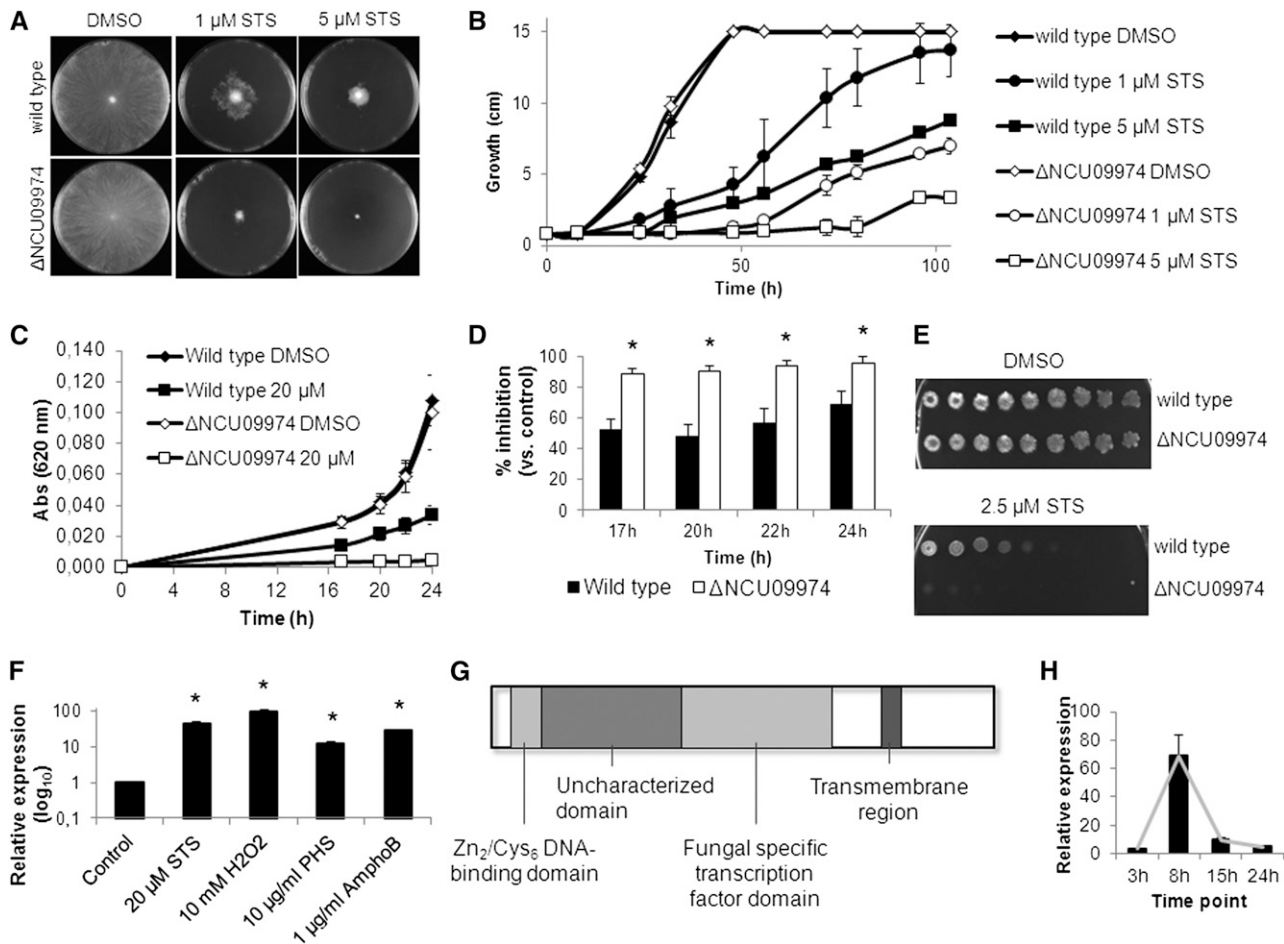 A
DMSO
1 µM STS
5 µM STS
wild type
ΔNCU09974
B
Growth (cm)
15
10
5
0
0
50
100
Time (h)
wild type DMSO
wild type 1 µM STS
wild type 5 µM STS
ΔNCU09974 DMSO
ΔNCU09974 1 µM STS
ΔNCU09974 5 µM STS
C
Abs (620 nm)
0,140
0,120
0,100
0,080
0,060
0,040
0,020
0,000
0
4
8
12
16
20
24
Time (h)
Wild type DMSO
Wild type 20 µM
ΔNCU09974 DMSO
ΔNCU09974 20 µM
D
% inhibition
(vs. control)
100
80
60
40
20
0
*
*
*
*
17h
20h
22h
24h
Time (h)
Wild type
ΔNCU09974
E
DMSO
wild type
ΔNCU09974
2.5 µM STS
wild type
ΔNCU09974
F
Relative expression
(log10)
100
10
1
0,1
*
*
*
*
Control
20 µM STS
10 mM H2O2
10 µg/ml PHS
1 µg/ml AmphoB
G
Uncharacterized
domain
Transmembrane
region
Zn2/Cys6 DNA-
binding domain
Fungal specific
transcription
factor domain
H
Relative expression
100
80
60
40
20
0
3h
8h
15h
24h
Time point